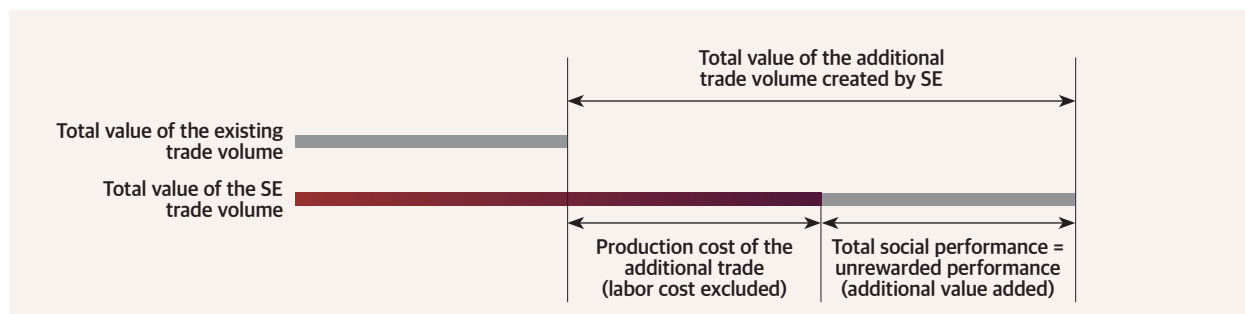 Total value of the additional
trade volume created by SE
Total value of the existing
trade volume
Total value of the SE
trade volume
Production cost of the
additional trade
(labor cost excluded)
Total social performance =
unrewarded performance
(additional value added)